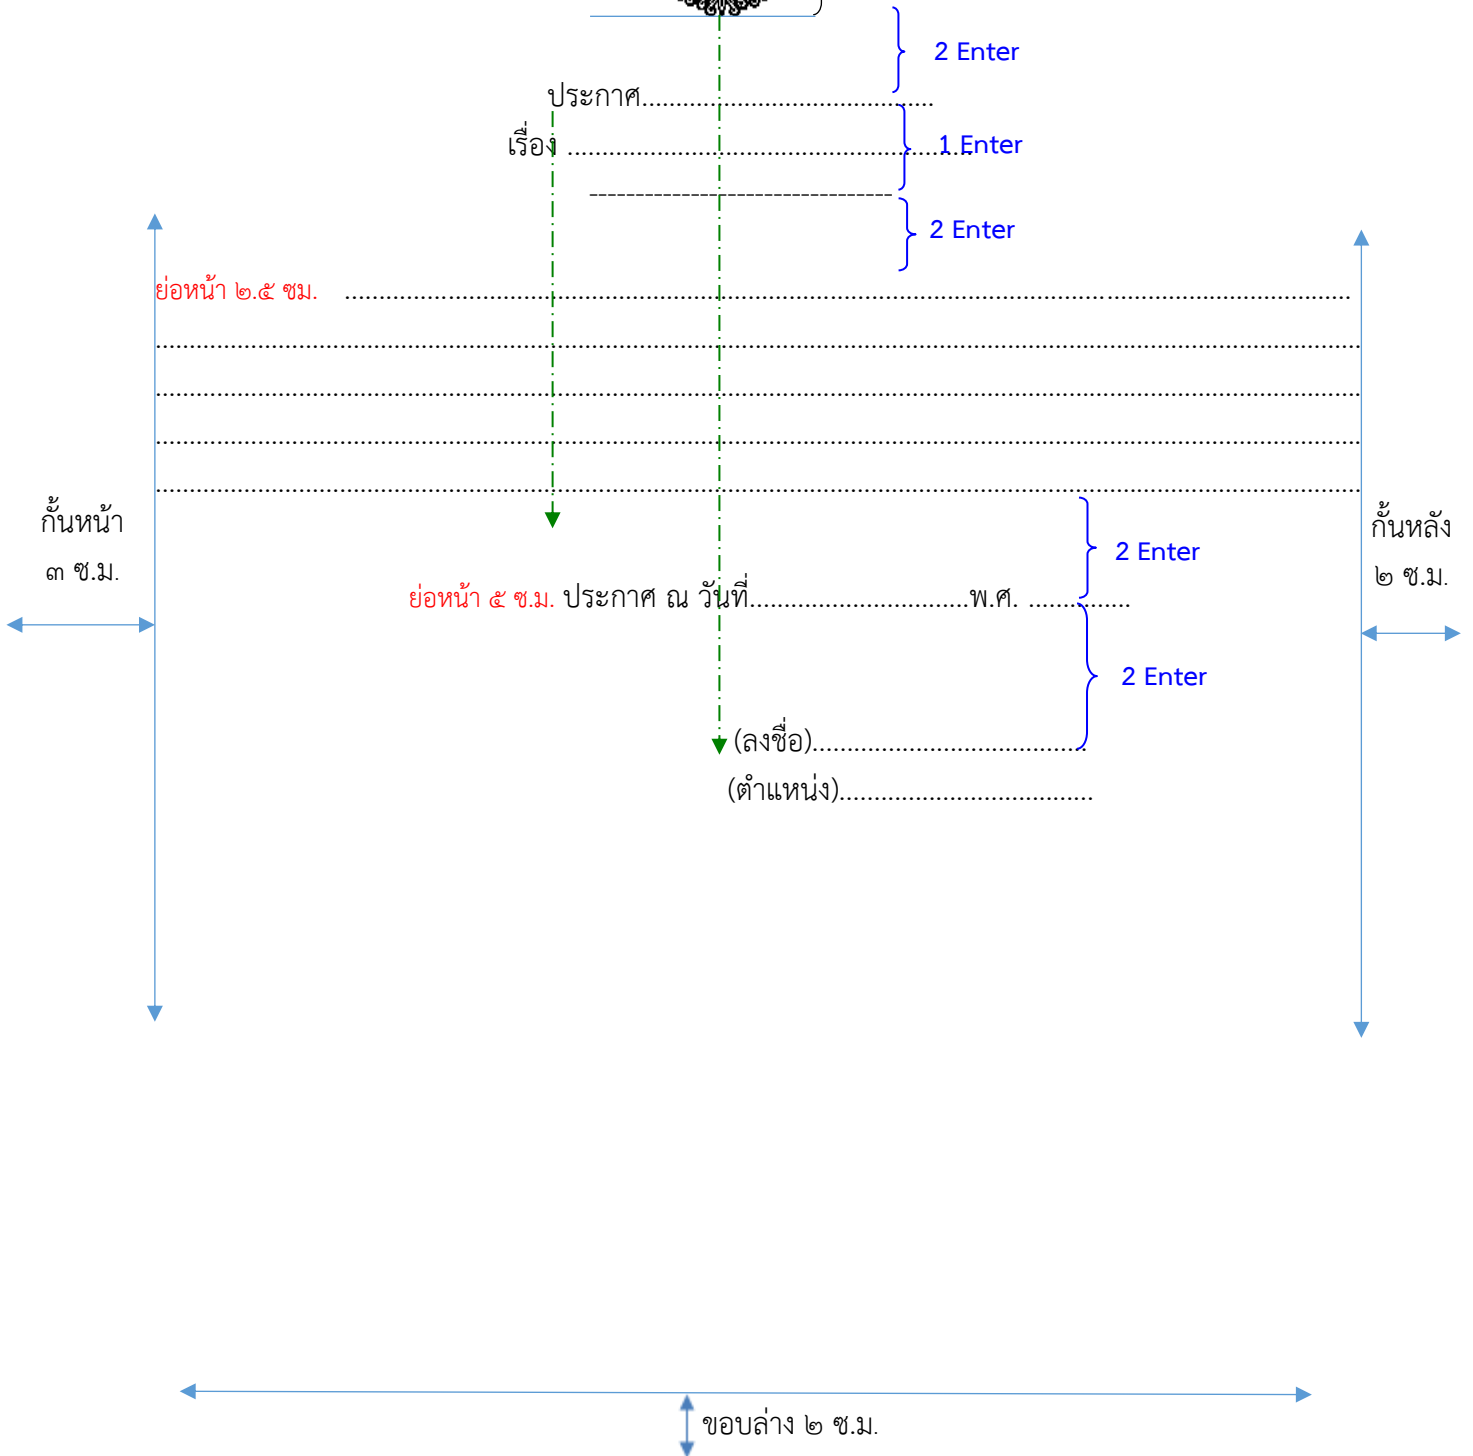 2 Enter
ประกาศ..........................................
เรื่อง ...........................................................
1 Enter
---------------------------------
2 Enter
ย่อหน้า ๒.๕ ซม. ....................................................................................................................................................
................................................................................................................................................................................
................................................................................................................................................................................
................................................................................................................................................................................
................................................................................................................................................................................
กั้นหน้า
๓ ซ.ม.
กั้นหลัง
๒ ซ.ม.
2 Enter
ย่อหน้า ๕ ซ.ม. ประกาศ ณ วันที่................................พ.ศ. ...............
2 Enter
(ลงชื่อ)........................................
(ตำแหน่ง).....................................
ขอบล่าง ๒ ซ.ม.